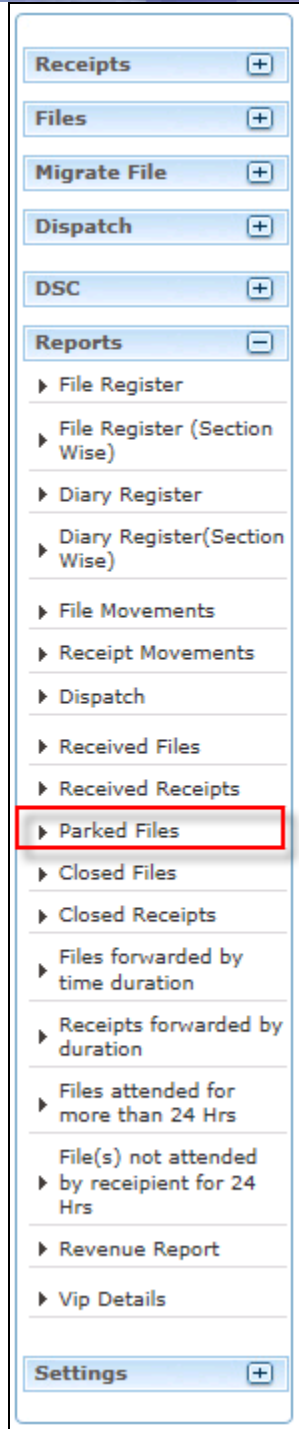 Receipts
Files
Migrate File
Dispatch
DSC
Reports
File Register
File Register (Section
Wise)
Diary Register
Diary Register(Section
Wise)
File Movements
Receipt Movements
Dispatch
Received Files
Received Receipts
Parked Files
Closed Files
Closed Receipts
Files forwarded by
time duration
Receipts forwarded by
duration
Files attended for
more than 24 Hrs
File(s) not attended
by receipient for 24
Hrs
Revenue Report
Vip Details
Settings